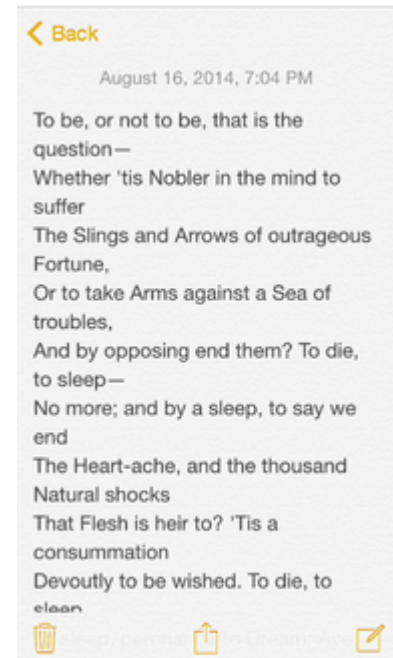 Back
August 16, 2014, 7:04 PM
To be, or not to be, that is the
question—
Whether 'tis Nobler in the mind to
suffer
The Slings and Arrows of outrageous
Fortune,
Or to take Arms against a Sea of
troubles,
And by opposing end them? To die,
to sleep—
No more; and by a sleep, to say we
end
The Heart-ache, and the thousand
Natural shocks
That Flesh is heir to? 'Tis a
consummation
Devoutly to be wished. To die, to
sleep